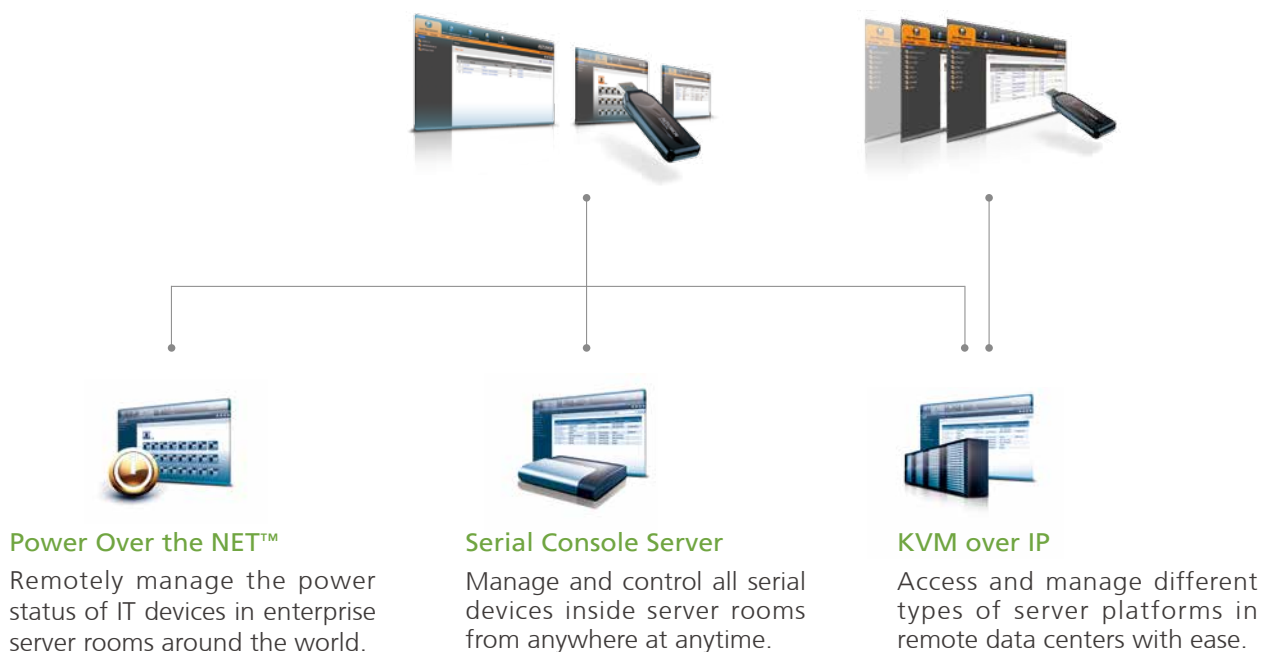 Power Over the NET™
Remotely manage the power
status of IT devices in enterprise
server rooms around the world.
Serial Console Server
Manage and control all serial
devices inside server rooms
from anywhere at anytime.
KVM over IP
Access and manage different
types of server platforms in
remote data centers with ease.